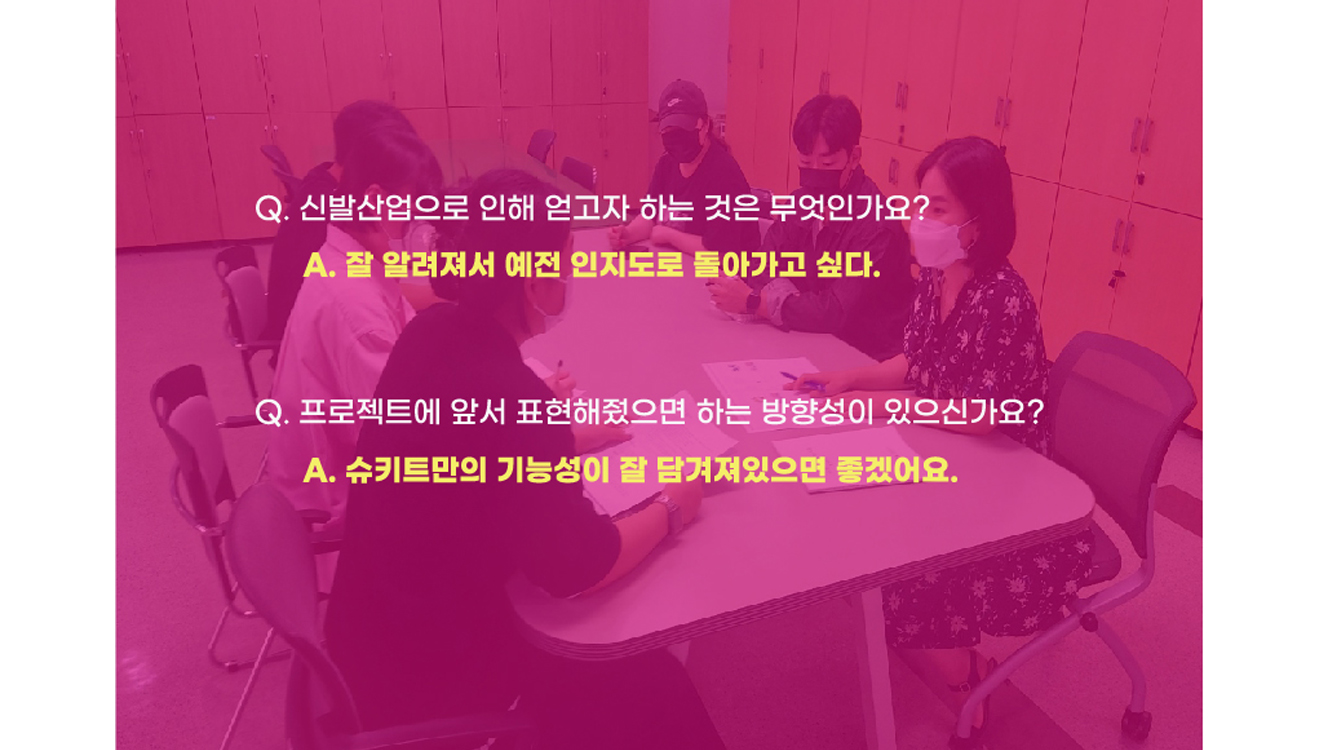 Q. 신발산업으로 인해 얻고자 하는 것은 무엇인가요?
A. 잘 알려져서 예전 인지도로 돌아가고 싶다.
Q. 프로젝트에 앞서 표현해줬으면 하는 방향성이 있으신가요?
A. 슈키트만의 기능성이 잘 담겨져있으면 좋겠어요.